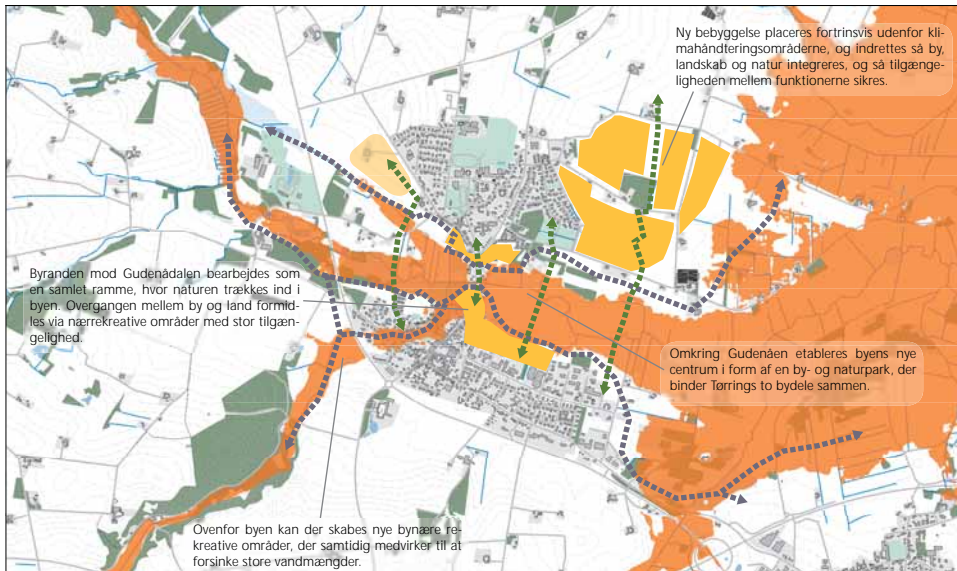 Ny bebyggelse placeres fortrinsvis udenfor kli-
mahåndteringsområderne, og indrettes så by,
landskab og natur integreres, og så tilgænge-
ligheden mellem funktionerne sikres.
Byranden mod Gudenådalen bearbejdes som
en samlet ramme, hvor naturen trækkes ind i
byen. Overgangen mellem by og land formid-
les via nærrekreative områder med stor tilgæn-
gelighed.
Omkring Gudenåen etableres byens nye
centrum i form af en by- og naturpark, der
binder Tørrings to bydele sammen.
Ovenfor byen kan der skabes nye bynære re-
kreative områder, der samtidig medvirker til at
forsinke store vandmængder.